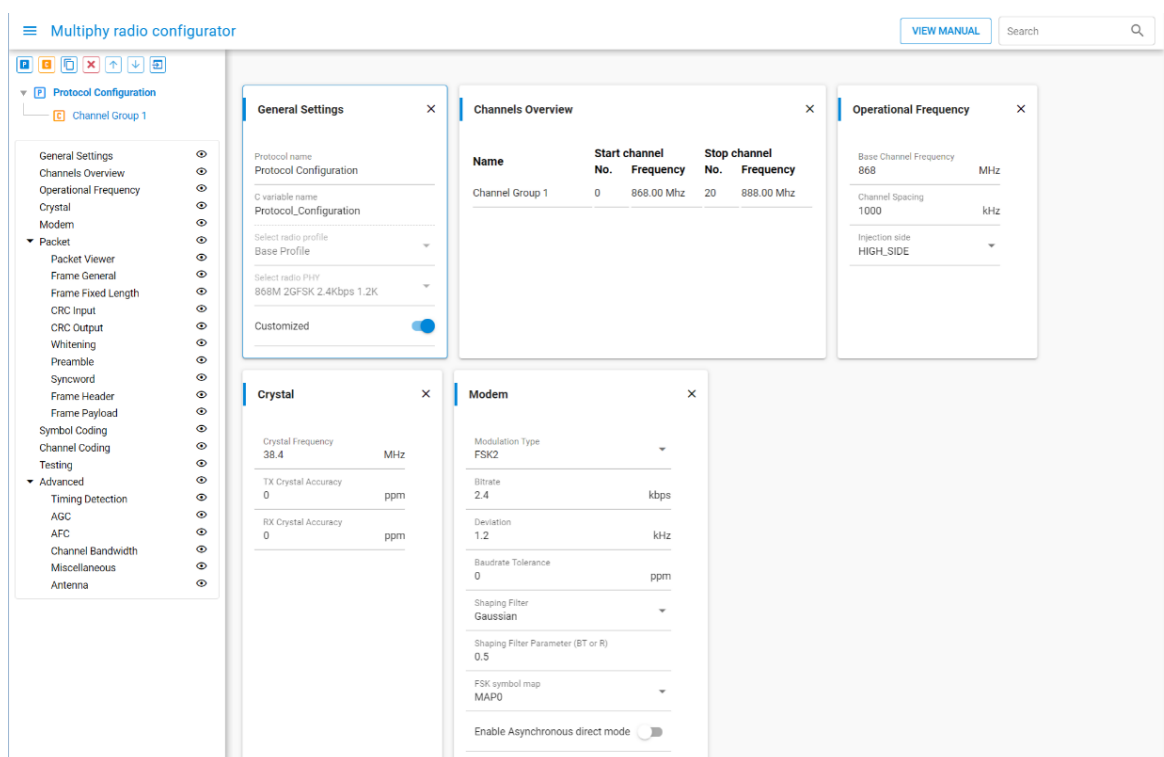 Multiphy radio configurator
VIEW MANUAL
Search
P
C
Protocol Configuration
Channel Group 1
General Settings
Channels Overview
Operational Frequency
Crystal
Modem
Packet
Packet Viewer
Frame General
Frame Fixed Length
CRC Input
CRC Output
Whitening
Preamble
Syncword
Frame Header
Frame Payload
Symbol Coding
Channel Coding
Testing
Advanced
Timing Detection
AGC
AFC
Channel Bandwidth
Miscellaneous
Antenna
General Settings
Protocol name
Protocol Configuration
C variable name
Protocol_Configuration
Select radio profile
Base Profile
Select radio PHY
868M 2GFSK 2.4Kbps 1.2K
Customized
Channels Overview
Start channel Stop channel
Name No. Frequency No. Frequency
Channel Group 1 0 868.00 Mhz 20 888.00 Mhz
Operational Frequency
Base Channel Frequency
868 MHz
Channel Spacing
1000 kHz
Injection side
HIGH_SIDE
Crystal
Crystal Frequency
38.4 MHz
TX Crystal Accuracy
0 ppm
RX Crystal Accuracy
0 ppm
Modem
Modulation Type
FSK2
Bitrate
2.4 kbps
Deviation
1.2 kHz
Baudrate Tolerance
0 ppm
Shaping Filter
Gaussian
Shaping Filter Parameter (BT or R)
0.5
FSK symbol map
MAP0
Enable Asynchronous direct mode